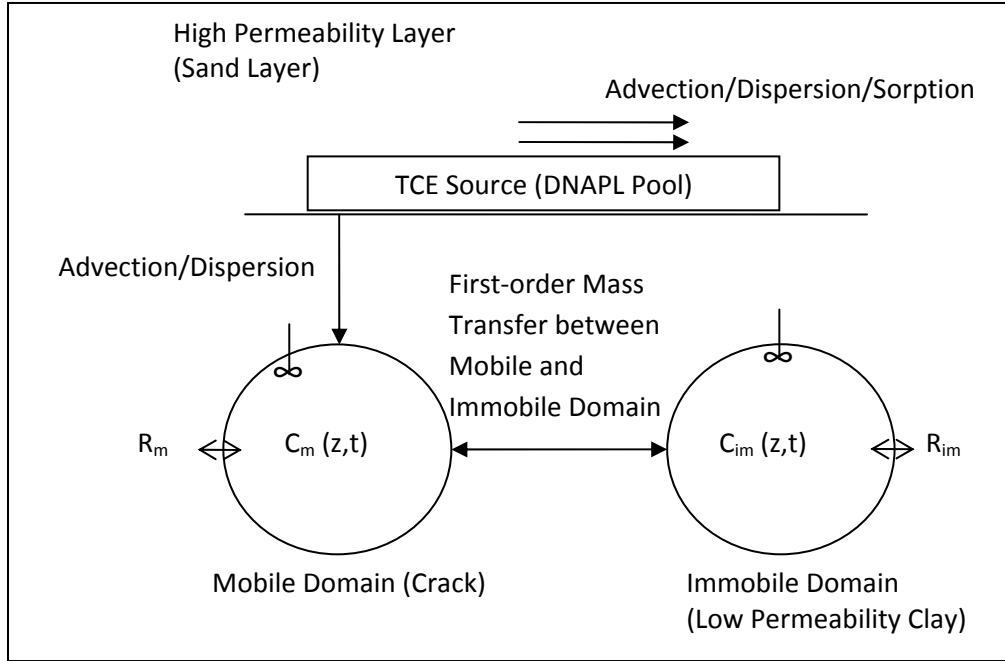 High Permeability Layer
(Sand Layer)
Advection/Dispersion/Sorption
TCE Source (DNAPL Pool)
Advection/Dispersion
First-order Mass
Transfer between
Mobile and
Immobile Domain
Rm
Cm (z,t)
Cim (z,t)
Rim
Mobile Domain (Crack)
Immobile Domain
(Low Permeability Clay)